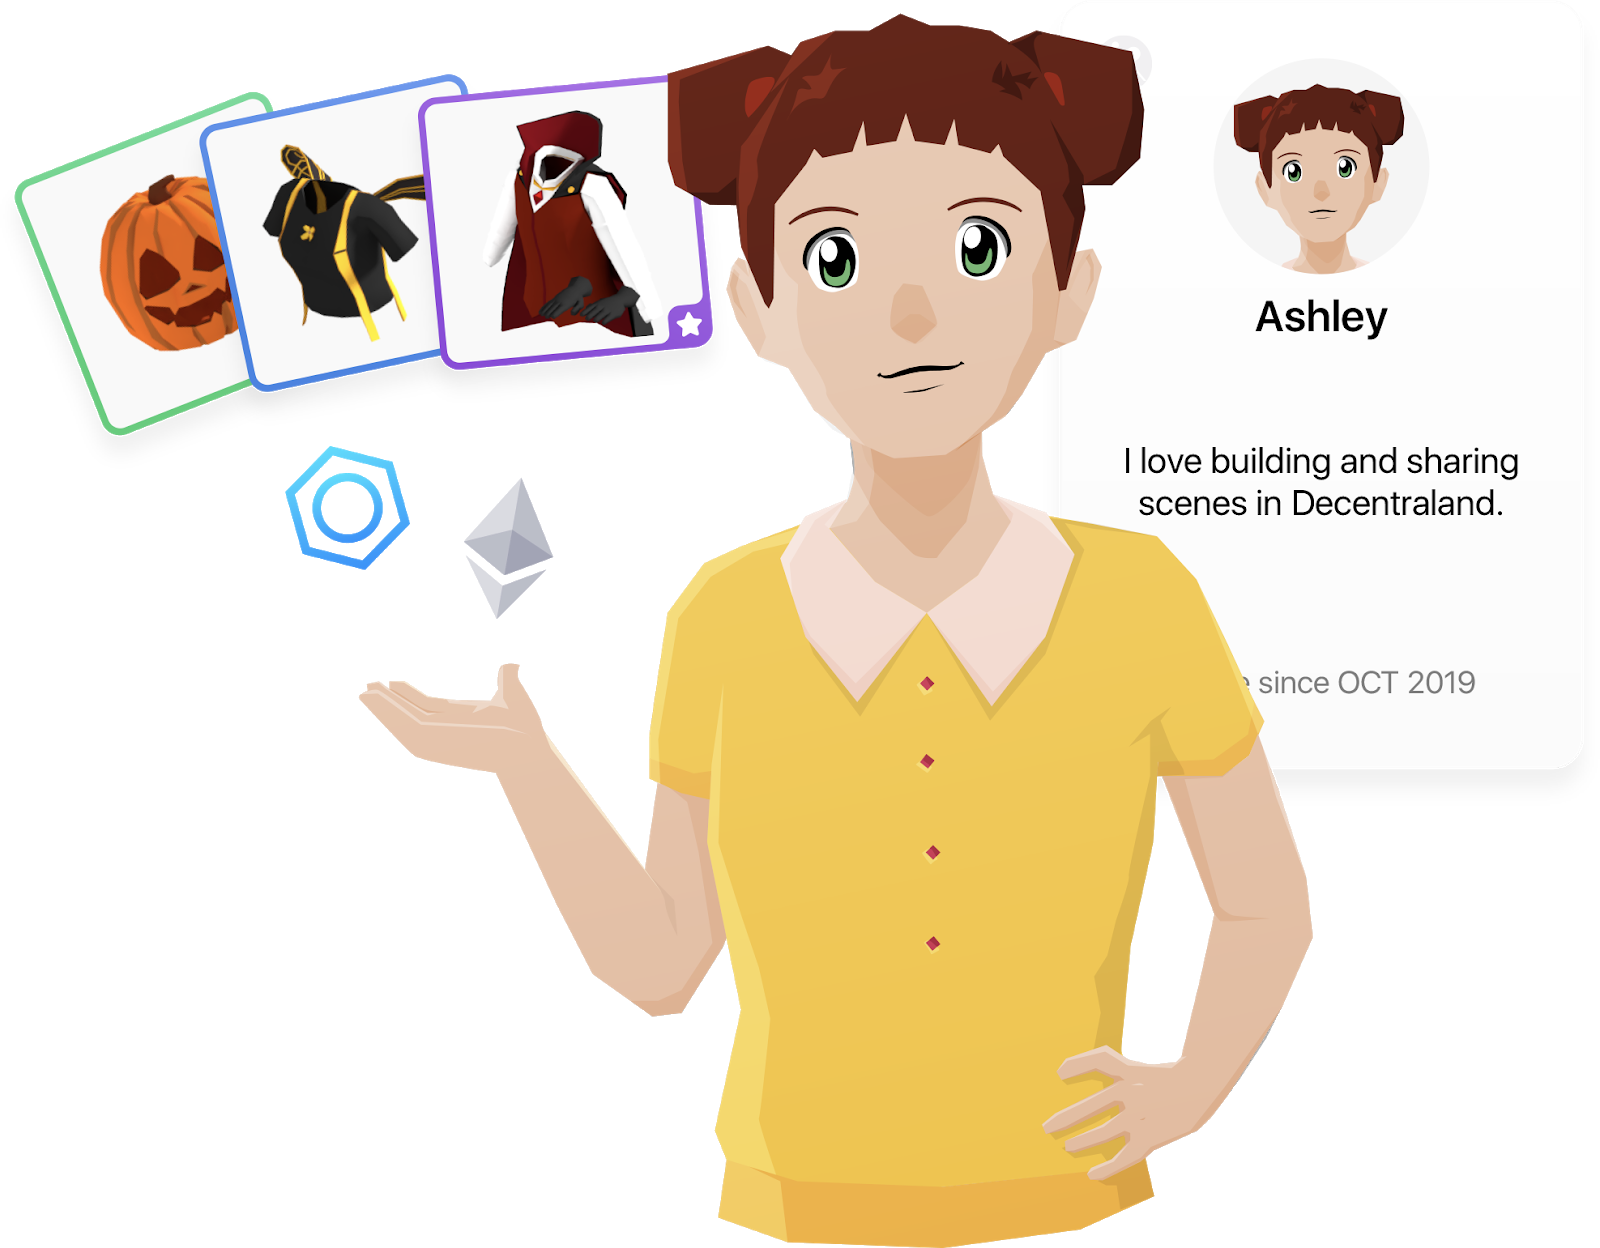 Ashley
I love building and sharing
scenes in Decentraland.
since OCT 2019